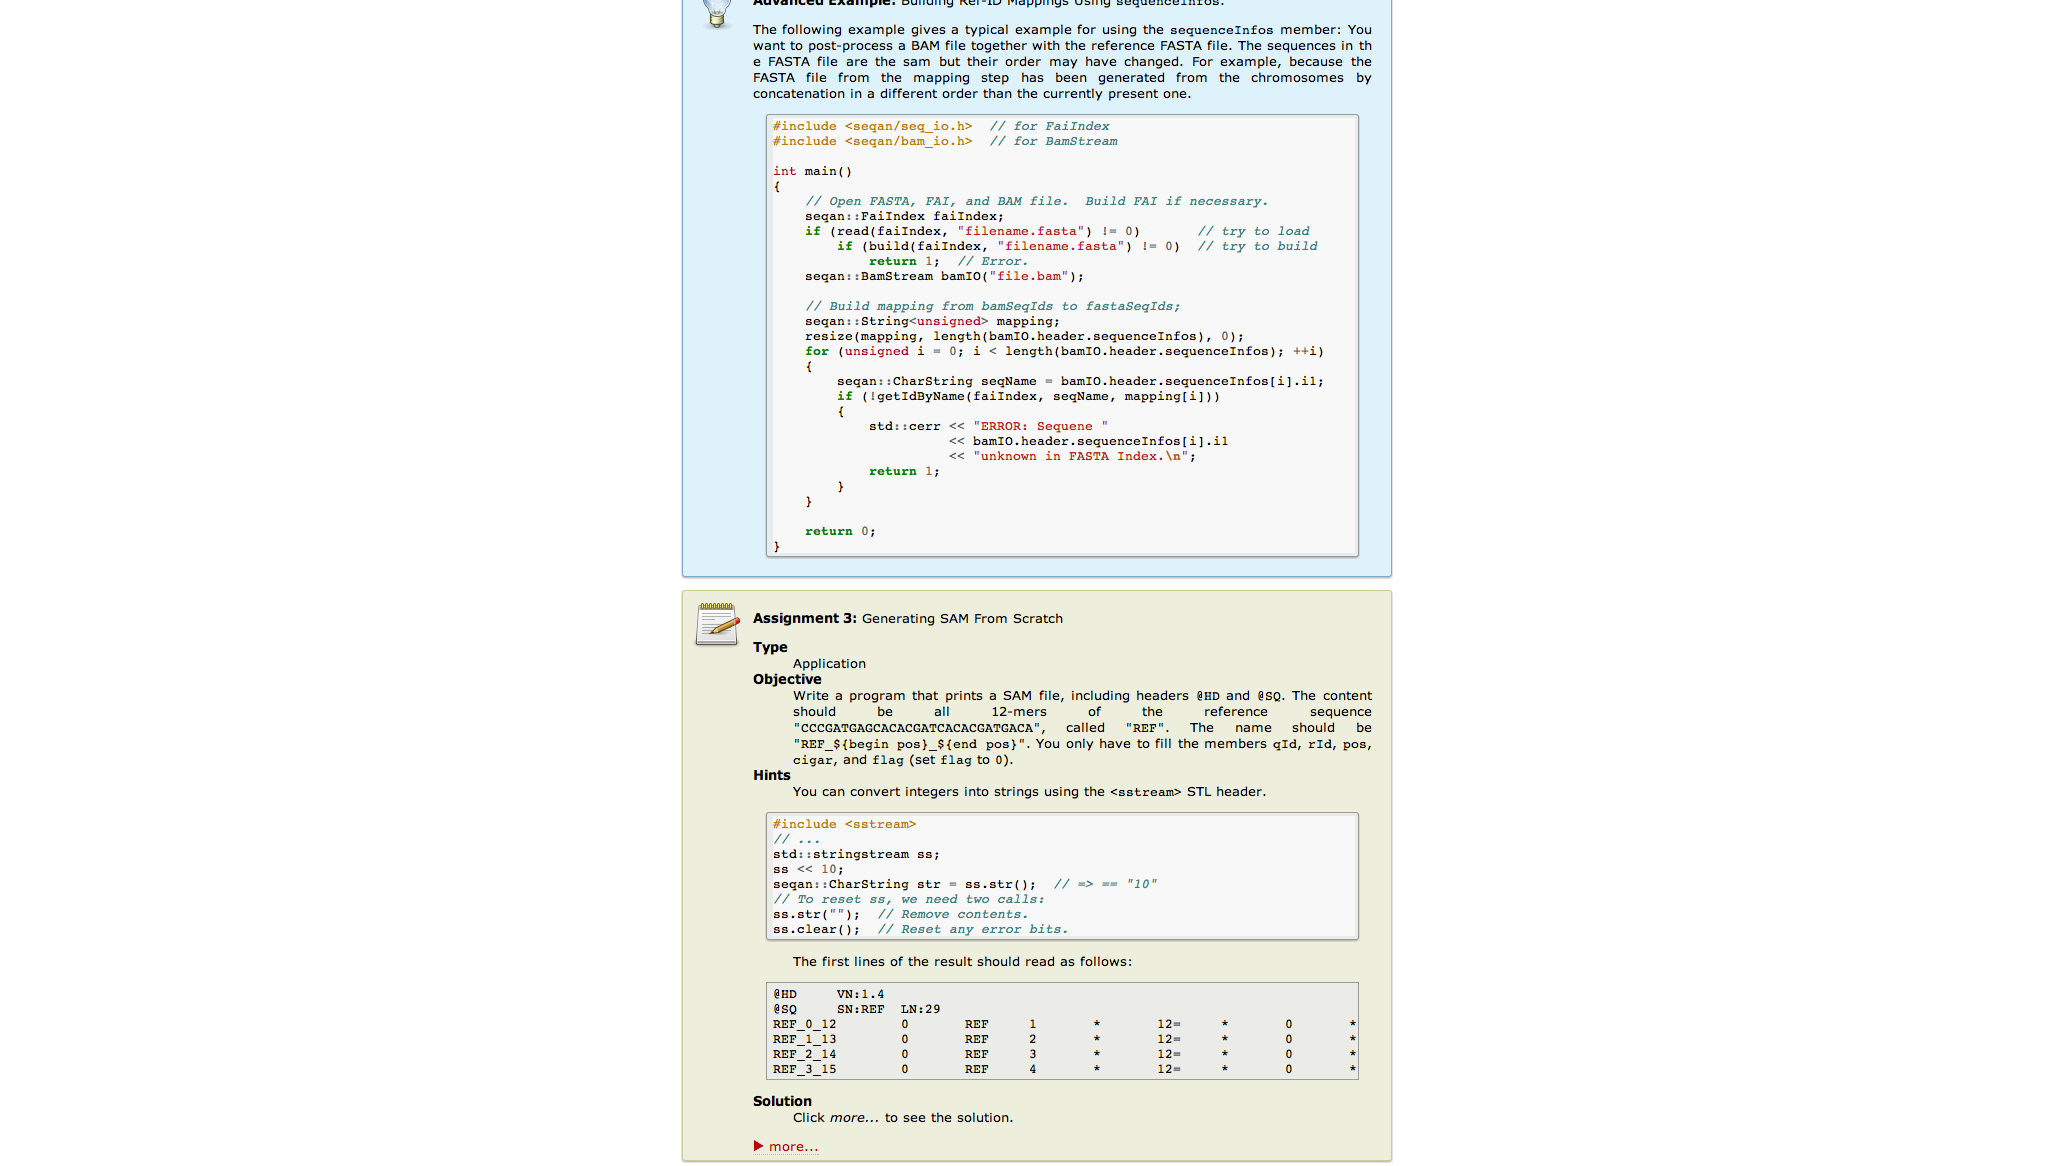 Advanced Example: Building Ref-ID Mappings Using sequenceInfos.
The following example gives a typical example for using the sequenceInfos member: You
want to post-process a BAM file together with the reference FASTA file. The sequences in th
e FASTA file are the sam but their order may have changed. For example, because the
FASTA file from the mapping step has been generated from the chromosomes by
concatenation in a different order than the currently present one.
#include <seqan/seq_io.h>  // for FaiIndex
#include <seqan/bam_io.h>  // for BamStream
int main()
{
    // Open FASTA, FAI, and BAM file.  Build FAI if necessary.
    seqan::FaiIndex faiIndex;
    if (read(faiIndex, "filename.fasta") != 0)       // try to load
        if (build(faiIndex, "filename.fasta") != 0)  // try to build
            return 1;  // Error.
    seqan::BamStream bamIO("file.bam");
    // Build mapping from bamSeqIds to fastaSeqIds;
    seqan::String<unsigned> mapping;
    resize(mapping, length(bamIO.header.sequenceInfos), 0);
    for (unsigned i = 0; i < length(bamIO.header.sequenceInfos); ++i)
    {
        seqan::CharString seqName = bamIO.header.sequenceInfos[i].i1;
        if (!getIdByName(faiIndex, seqName, mapping[i]))
        {
            std::cerr << "ERROR: Sequene "
                      << bamIO.header.sequenceInfos[i].i1
                      << "unknown in FASTA Index.\n";
            return 1;
        }
    }
    return 0;
}
Assignment 3: Generating SAM From Scratch
Type
Application
Objective
Write a program that prints a SAM file, including headers @HD and @SQ. The content
should be all 12-mers of the reference sequence
"CCCGATGAGCACACGATCACACGATGACA", called "REF". The name should be
"REF_${begin pos}_${end pos}". You only have to fill the members qId, rId, pos,
cigar, and flag (set flag to 0).
Hints
You can convert integers into strings using the <sstream> STL header.
#include <sstream>
// ...
std::stringstream ss;
ss << 10;
seqan::CharString str = ss.str();  // => == "10"
// To reset ss, we need two calls:
ss.str("");  // Remove contents.
ss.clear();  // Reset any error bits.
The first lines of the result should read as follows:
@HD     VN:1.4
@SQ     SN:REF  LN:29
REF_0_12        0       REF     1       *       12=     *       0       *
REF_1_13        0       REF     2       *       12=     *       0       *
REF_2_14        0       REF     3       *       12=     *       0       *
REF_3_15        0       REF     4       *       12=     *       0       *
Solution
Click more... to see the solution.
more...